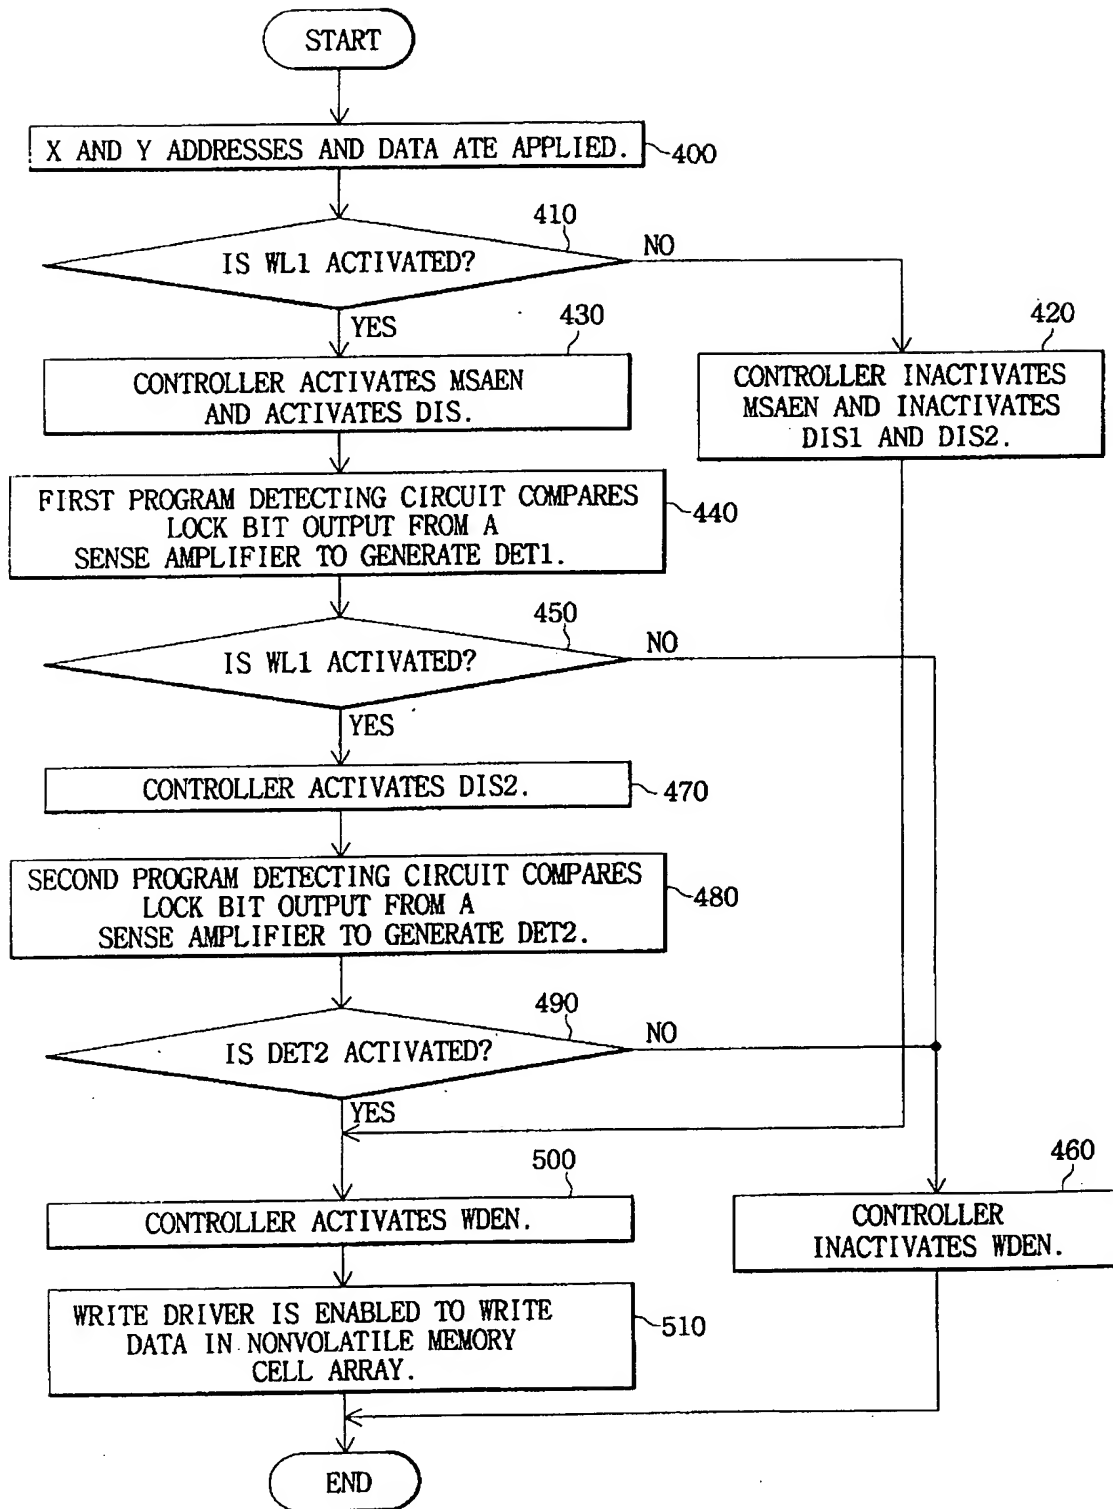 START
X AND Y ADDRESSES AND DATA ATE APPLIED.
400
410
IS WL1 ACTIVATED?
NO
YES
430
CONTROLLER ACTIVATES MSAEN
AND ACTIVATES DIS.
420
CONTROLLER INACTIVATES
MSAEN AND INACTIVATES
DIS1 AND DIS2.
FIRST PROGRAM DETECTING CIRCUIT COMPARES
LOCK BIT OUTPUT FROM A
SENSE AMPLIFIER TO GENERATE DET1.
440
450
IS WL1 ACTIVATED?
NO
YES
CONTROLLER ACTIVATES DIS2.
470
SECOND PROGRAM DETECTING CIRCUIT COMPARES
LOCK BIT OUTPUT FROM A
SENSE AMPLIFIER TO GENERATE DET2.
480
490
IS DET2 ACTIVATED?
NO
YES
500
CONTROLLER ACTIVATES WDEN.
460
CONTROLLER
INACTIVATES WDEN.
WRITE DRIVER IS ENABLED TO WRITE
DATA IN NONVOLATILE MEMORY
CELL ARRAY.
510
END